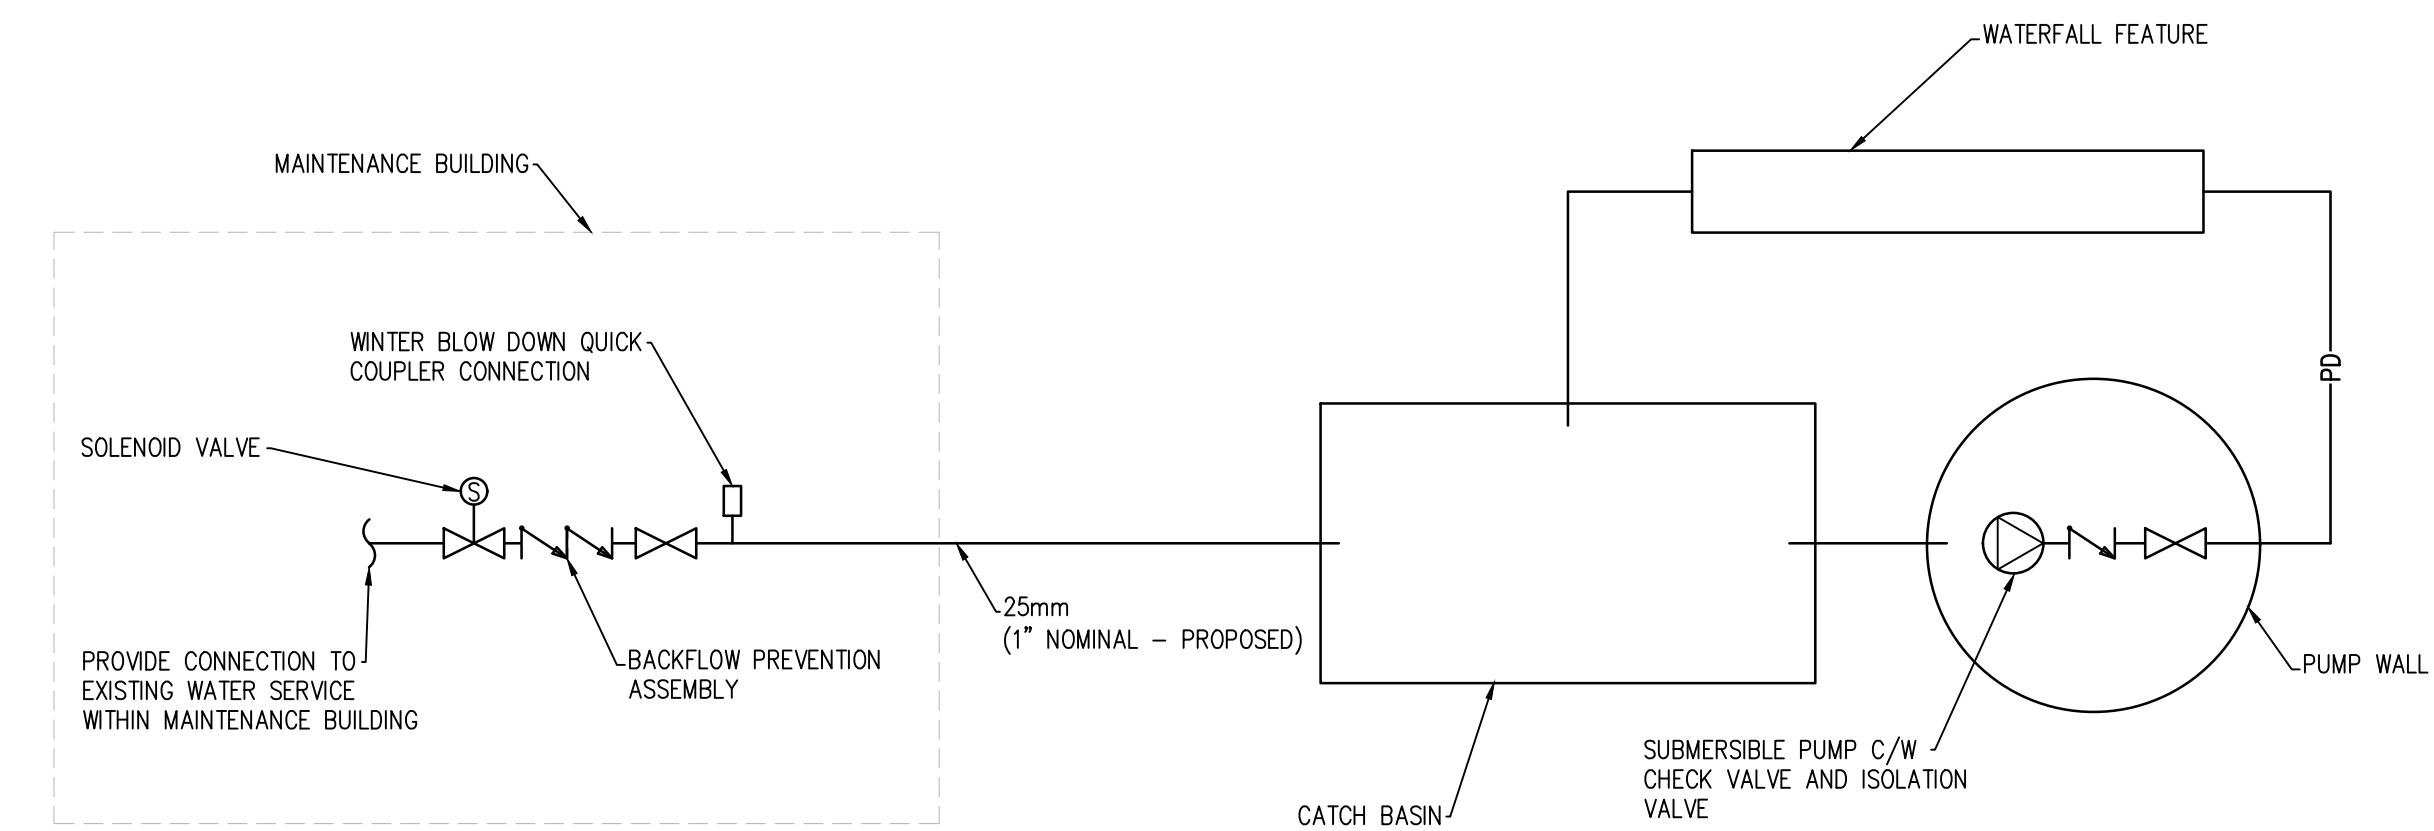 WATERFALL FEATURE
MAINTENANCE BUILDING
WINTER BLOW DOWN QUICK
COUPLER CONNECTION
PD
SOLENOID VALVE
S
25mm
(1" NOMINAL - PROPOSED)
PROVIDE CONNECTION TO
EXISTING WATER SERVICE
WITHIN MAINTENANCE BUILDING
BACKFLOW PREVENTION
ASSEMBLY
PUMP WALL
SUBMERSIBLE PUMP C/W
CHECK VALVE AND ISOLATION
VALVE
CATCH BASIN